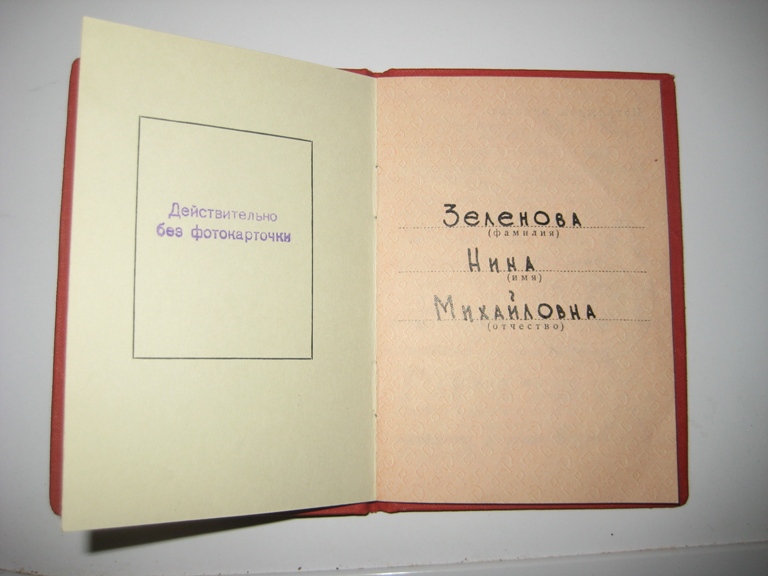 Действительно
без фотокарточки
Зеленова
(фамилия)
Нина
(имя)
Михайловна
(отчество)